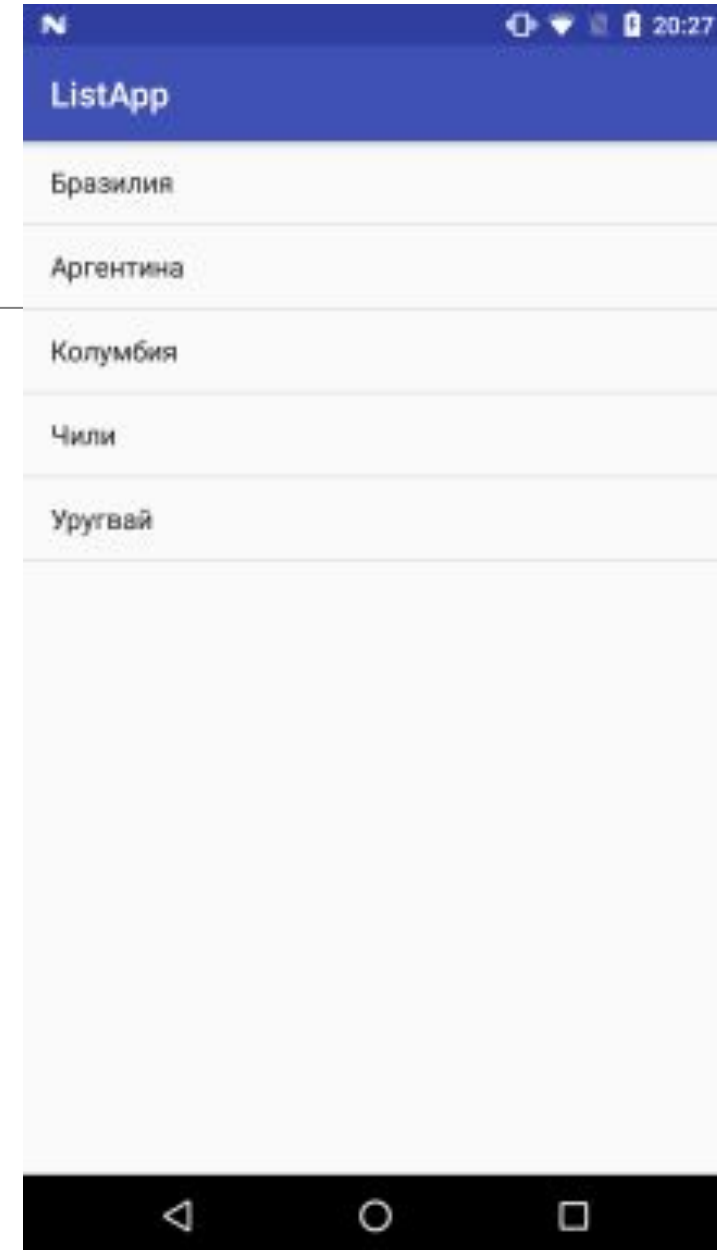 N 20:27
ListApp
Бразилия
Аргентина
Колумбия
Чили
Уругвай